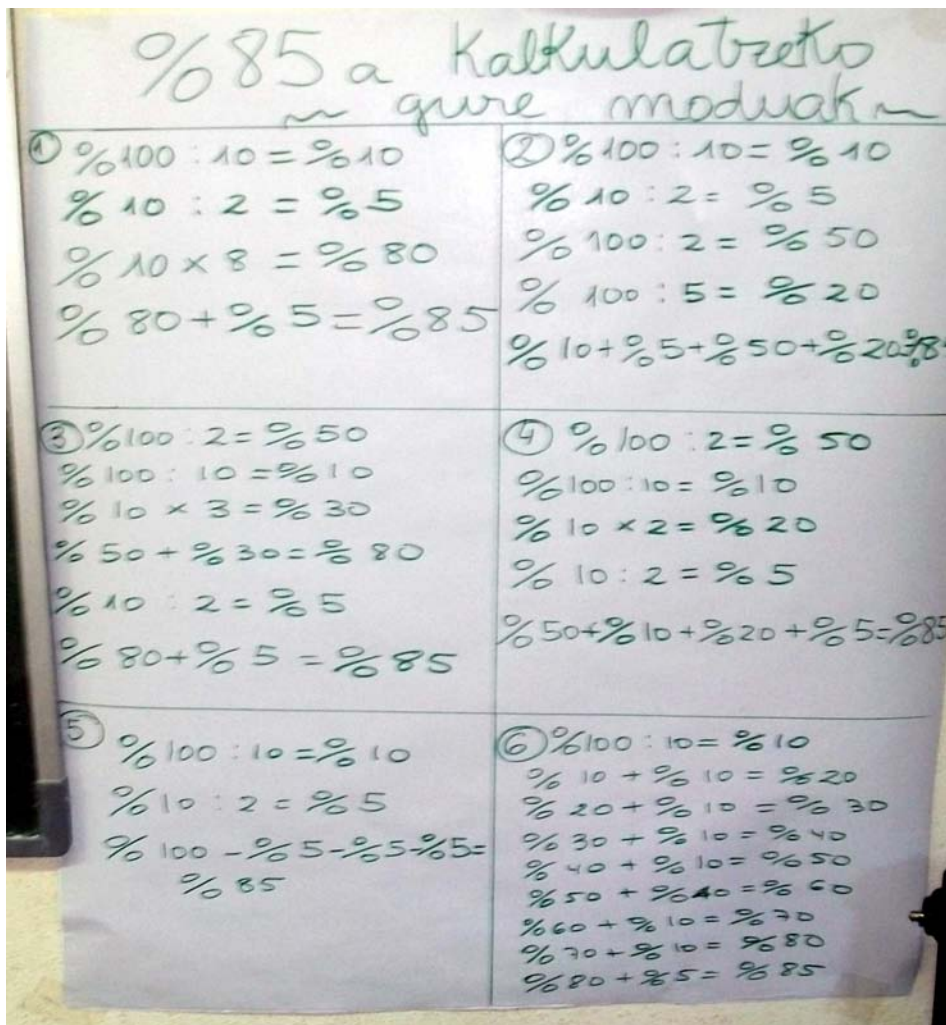 %85 a Kalkulatzeko
~ gure moduak ~
① %100 : 10 = %10
%10 : 2 = %5
%10 × 8 = %80
%80 + %5 = %85
② %100 : 10 = %10
%10 : 2 = %5
%100 : 2 = %50
%100 : 5 = %20
%10 + %5 + %50 + %20 = %8
③ %100 : 2 = %50
%100 : 10 = %10
%10 × 3 = %30
%50 + %30 = %80
%10 : 2 = %5
%80 + %5 = %85
④ %100 : 2 = %50
%100 : 10 = %10
%10 × 2 = %20
%10 : 2 = %5
%50 + %10 + %20 + %5 = %85
⑤
%100 : 10 = %10
%10 : 2 = %5
%100 - %5 - %5 - %5 =
%85
⑥ %100 : 10 = %10
%10 + %10 = %20
%20 + %10 = %30
%30 + %10 = %40
%40 + %10 = %50
%50 + %10 = %60
%60 + %10 = %70
%70 + %10 = %80
%80 + %5 = %85